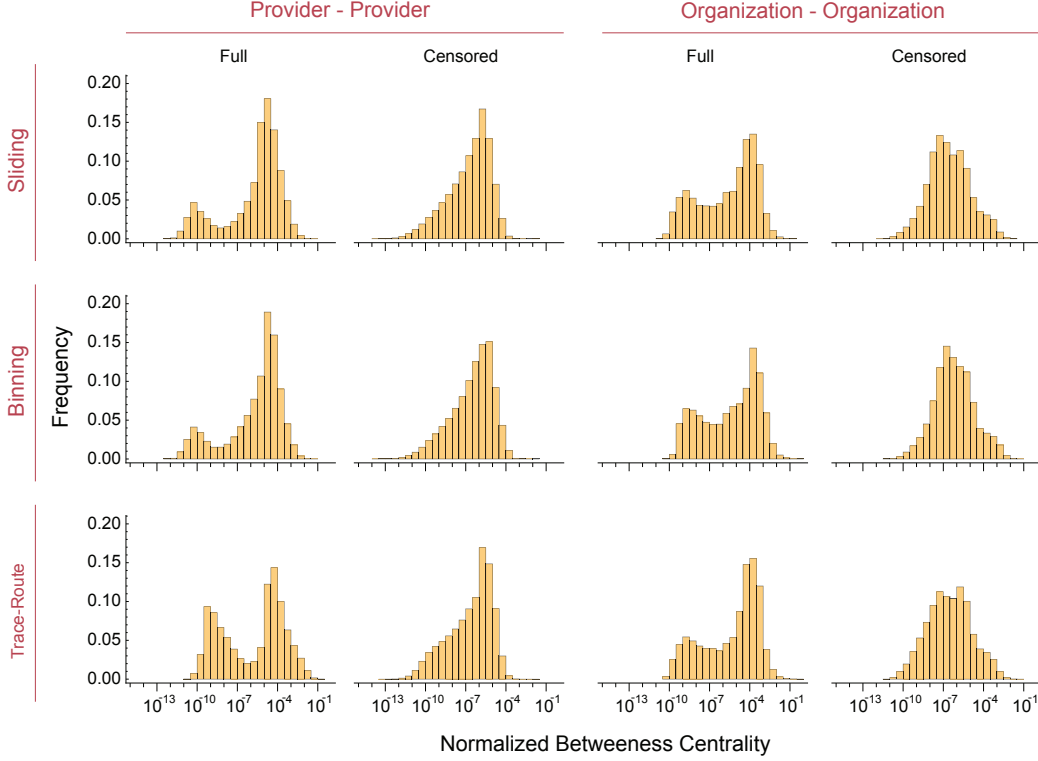 Provider - Provider
Organization - Organization
Full
Censored
Full
Censored
Sliding
0.20
0.15
0.10
0.05
0.00
Binning
Frequency
0.20
0.15
0.10
0.05
0.00
Trace-Route
0.20
0.15
0.10
0.05
0.00
10^-13 10^-10 10^-7 10^-4 10^-1
10^-13 10^-10 10^-7 10^-4 10^-1
10^-13 10^-10 10^-7 10^-4 10^-1
10^-13 10^-10 10^-7 10^-4 10^-1
Normalized Betweeness Centrality